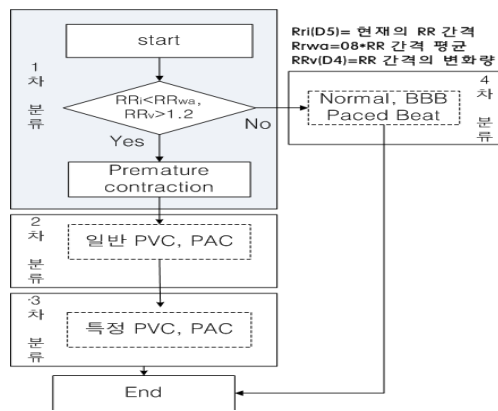 Rri(D5)= 현재의 RR 간격
Rrwa=08*RR 간격 평균
RRv(D4)=RR 간격의 변화량
1
차
분
류
start
RRi<RRwa,
RRv>1.2
Yes
No
Premature
contraction
4
차
분
류
Normal, BBB
Paced Beat
2
차
분
류
일반 PVC, PAC
3
차
분
류
특정 PVC, PAC
End